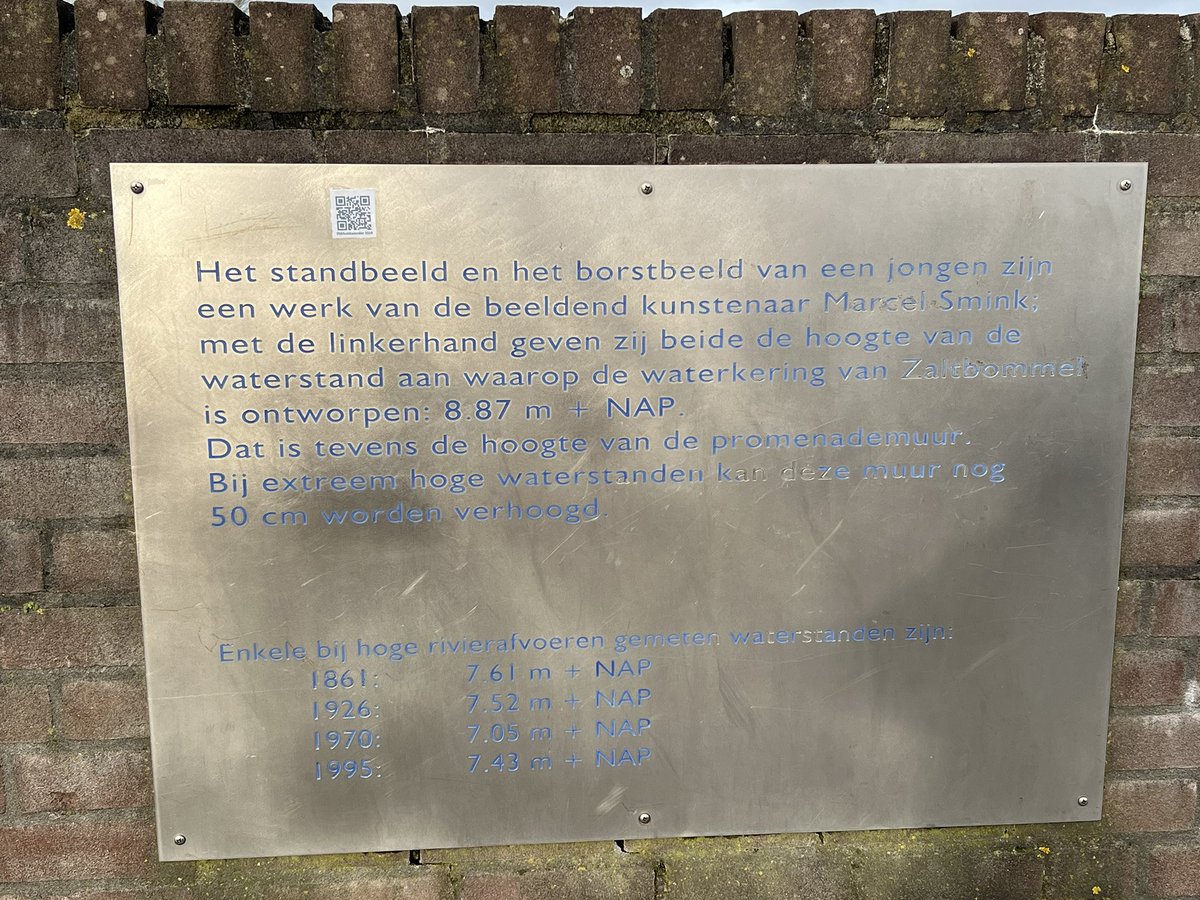 Het standbeeld en het borstbeeld van een jongen zijn
een werk van de beeldend kunstenaar Marcel Smink;
met de linkerhand geven zij beide de hoogte van de
waterstand aan waarop de waterkering van Zaltbommel
is ontworpen: 8.87 m + NAP.
Dat is tevens de hoogte van de promenademuur.
Bij extreem hoge waterstanden kan deze muur nog
50 cm worden verhoogd.
Enkele bij hoge rivierafvoeren gemeten waterstanden zijn:
1861: 7.61 m + NAP
1926: 7.52 m + NAP
1970: 7.05 m + NAP
1995: 7.43 m + NAP